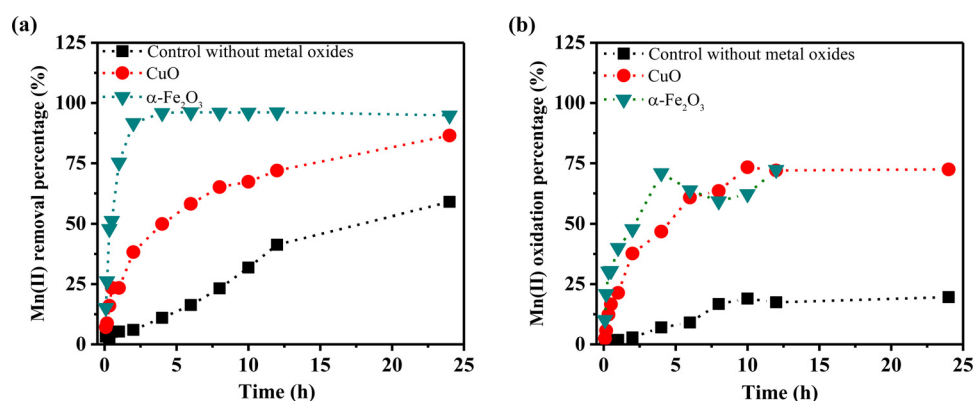 (a)
Mn(II) removal percentage (%)
125
100
75
50
25
0
Control without metal oxides
CuO
α-Fe₂O₃
0 5 10 15 20 25
Time (h)
(b)
Mn(II) oxidation percentage (%)
125
100
75
50
25
0
Control without metal oxides
CuO
α-Fe₂O₃
0 5 10 15 20 25
Time (h)